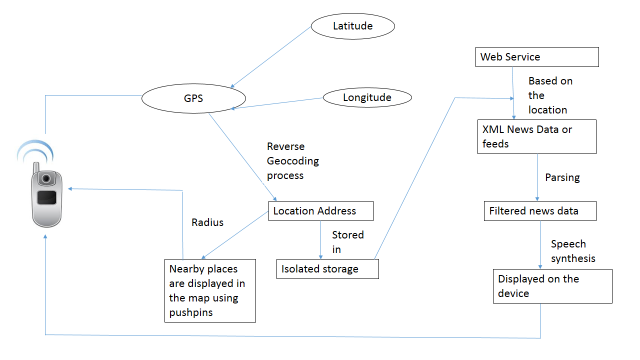 Latitude
Web Service
GPS
Longitude
Based on
the
location
XML News Data or
feeds
Reverse
Geocoding
process
Parsing
Location Address
Filtered news data
Radius
Stored
in
Speech
synthesis
Nearby places
are displayed in
the map using
pushpins
Isolated storage
Displayed on the
device